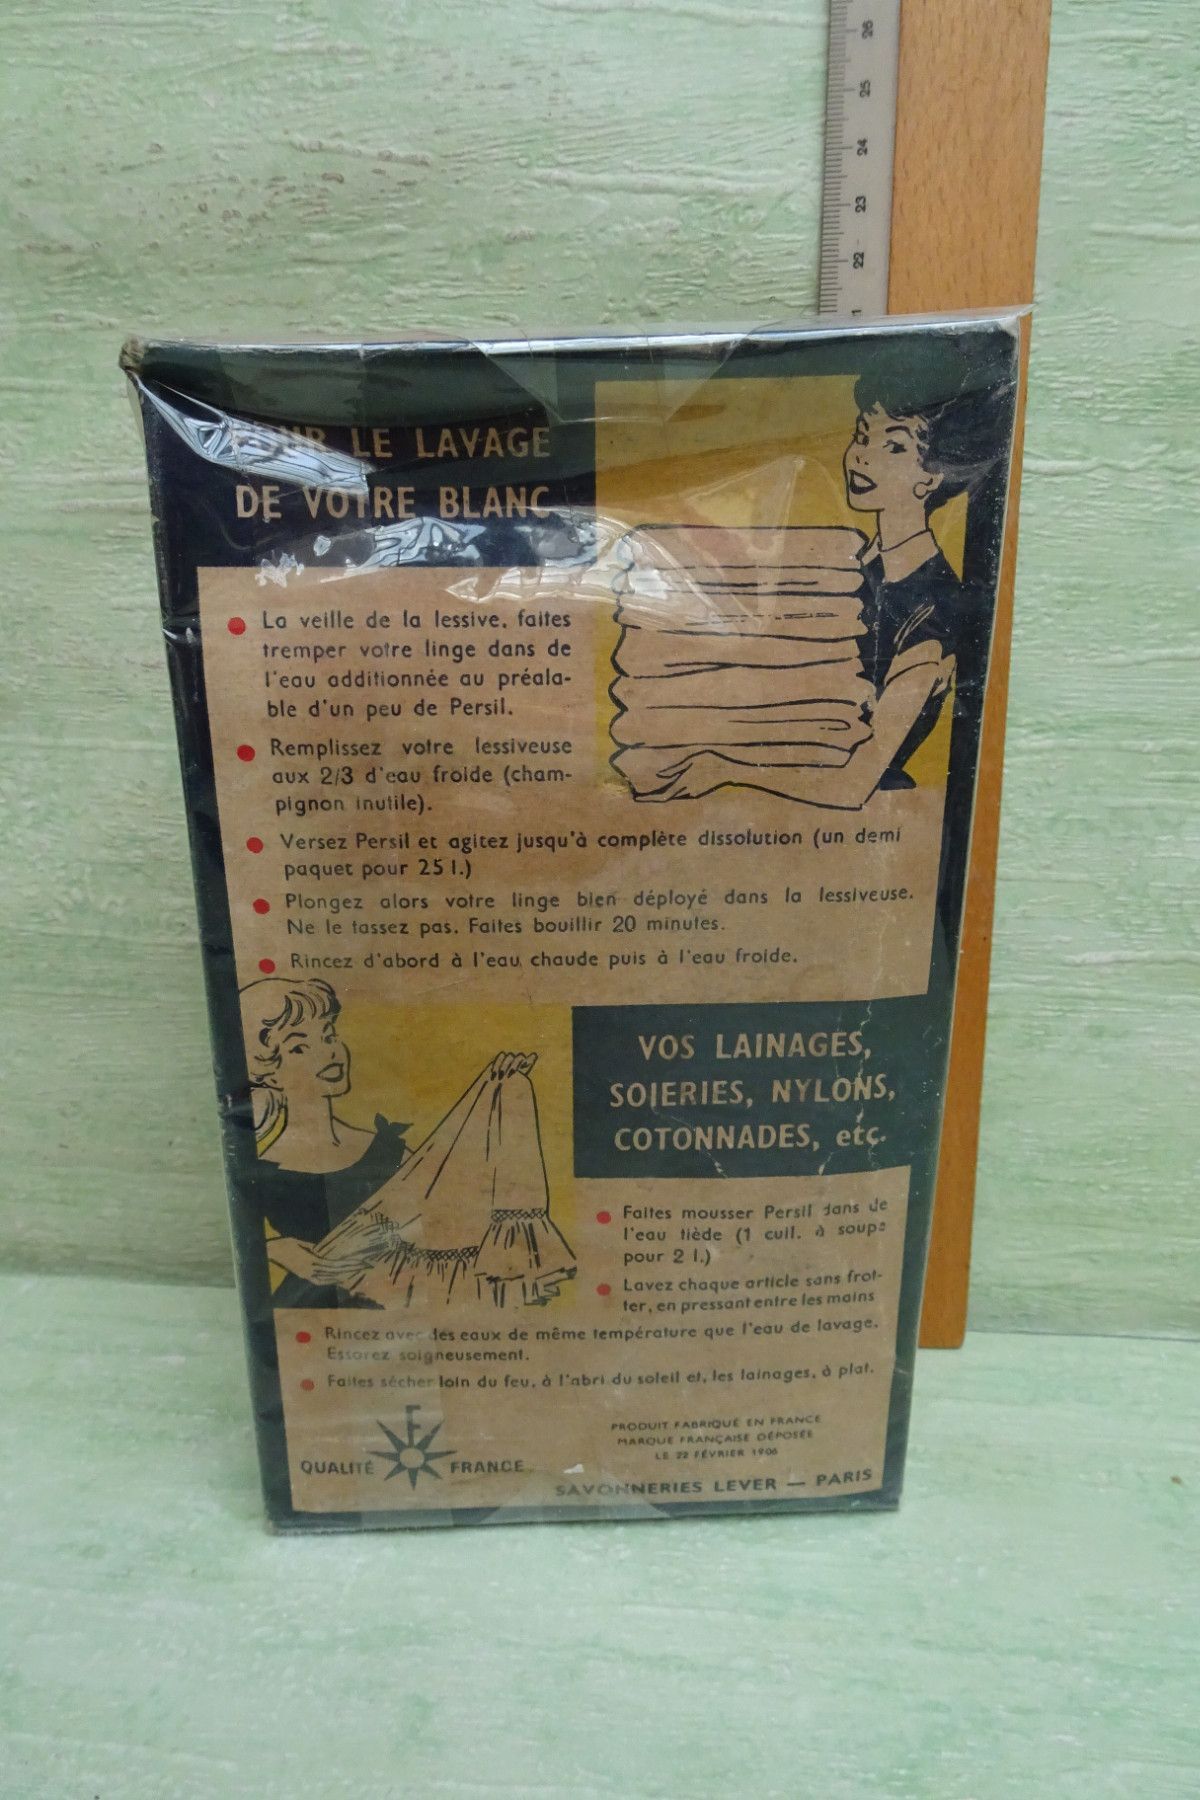 26
25
24
23
22
POUR LE LAVAGE
DE VOTRE BLANC
La veille de la lessive, faites
tremper votre linge dans de
l'eau additionnée au préala-
ble d'un peu de Persil.
Remplissez votre lessiveuse
aux 2/3 d'eau froide (cham-
pignon inutile).
Versez Persil et agitez jusqu'à complète dissolution (un demi
paquet pour 25 l.)
Plongez alors votre linge bien déployé dans la lessiveuse.
Ne le tassez pas. Faites bouillir 20 minutes.
Rincez d'abord à l'eau chaude puis à l'eau froide.
VOS LAINAGES,
SOIERIES, NYLONS,
COTONNADES, etc.
Faites mousser Persil dans de
l'eau tiède (1 cuil. à soupe
pour 2 l.)
Lavez chaque article sans frot-
ter, en pressant entre les mains
Rincez avec des eaux de même température que l'eau de lavage.
Essorez soigneusement.
Faites sécher loin du feu, à l'abri du soleil et, les lainages, à plat.
F
QUALITÉ FRANCE
PRODUIT FABRIQUÉ EN FRANCE
MARQUE FRANÇAISE DÉPOSÉE
LE 22 FÉVRIER 1906
SAVONNERIES LEVER — PARIS